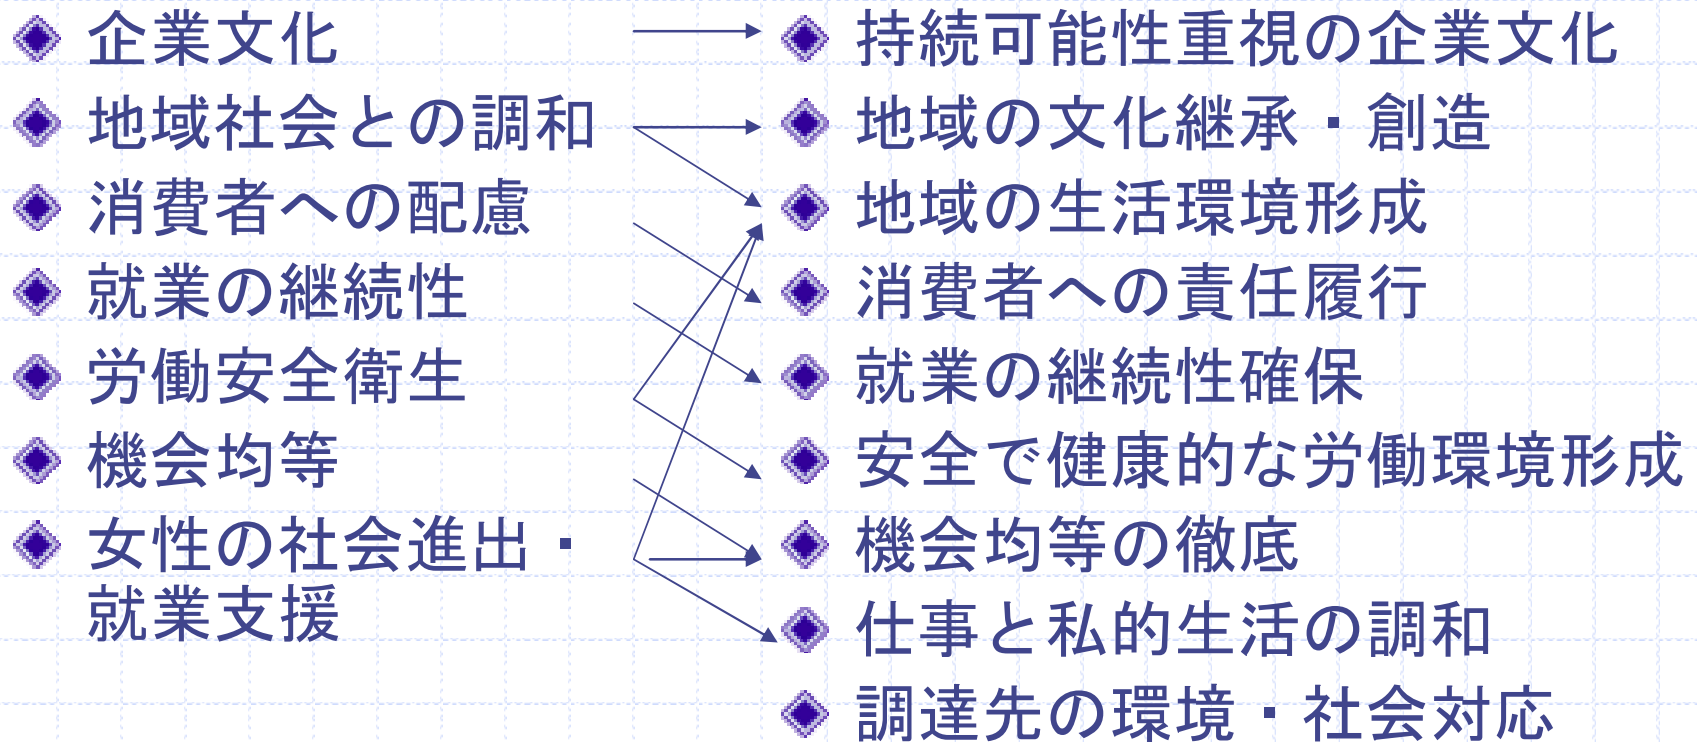 企業文化
地域社会との調和
消費者への配慮
就業の継続性
労働安全衛生
機会均等
女性の社会進出・
就業支援
持続可能性重視の企業文化
地域の文化継承・創造
地域の生活環境形成
消費者への責任履行
就業の継続性確保
安全で健康的な労働環境形成
機会均等の徹底
仕事と私的生活の調和
調達先の環境・社会対応